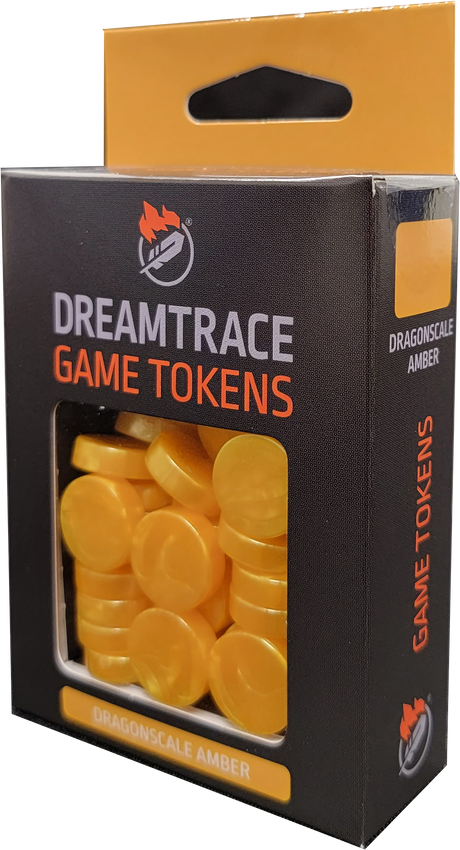 ®
DREAMTRACE
GAME TOKENS
DRAGONSCALE AMBER
DRAGONSCALE
AMBER
GAME TOKENS